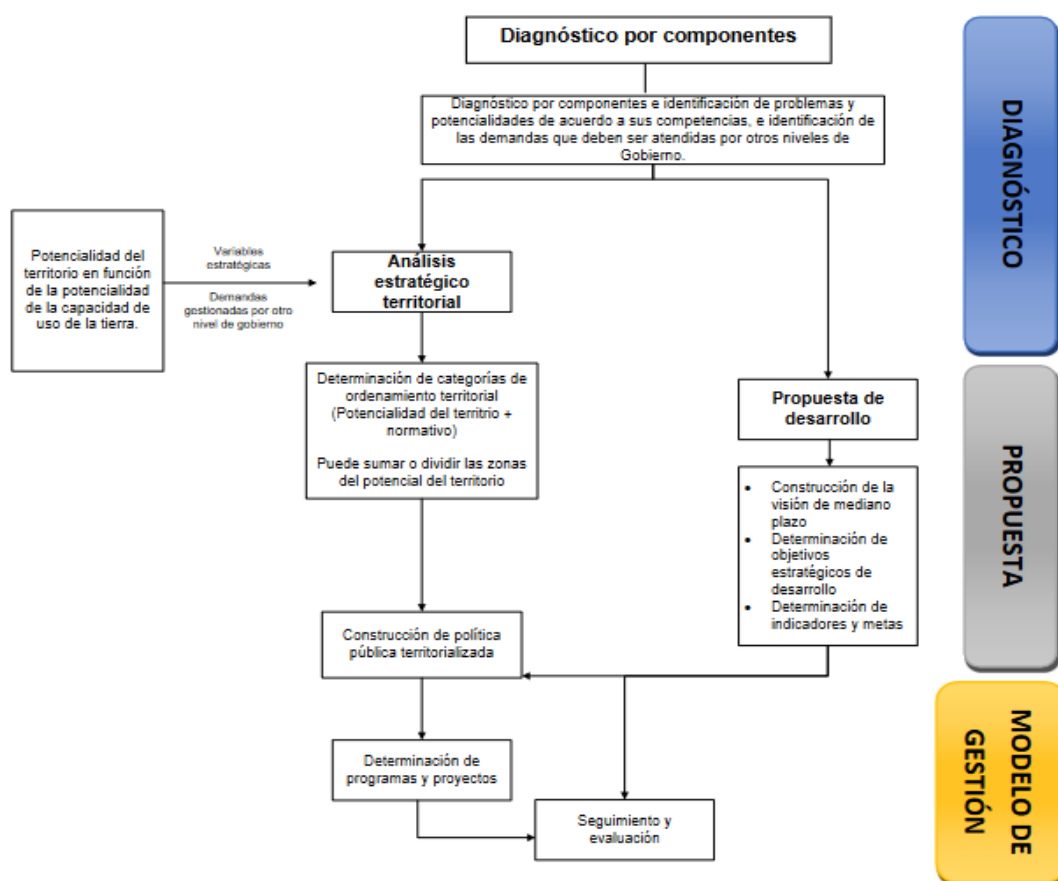 Diagnóstico por componentes
Diagnóstico por componentes e identificación de problemas y
potencialidades de acuerdo a sus competencias, e identificación de
las demandas que deben ser atendidas por otros niveles de
Gobierno.
DIAGNÓSTICO
Potencialidad del
territorio en función
de la potencialidad
de la capacidad de
uso de la tierra.
Variables
estratégicas
Demandas
gestionadas por otro
nivel de gobierno
Análisis
estratégico
territorial
Determinación de categorías de
ordenamiento territorial
(Potencialidad del territrio +
normativo)
Puede sumar o dividir las zonas
del potencial del territorio
Propuesta de
desarrollo
• Construcción de la
visión de mediano
plazo
• Determinación de
objetivos
estratégicos de
desarrollo
• Determinación de
indicadores y metas
PROPUESTA
Construcción de política
pública territorializada
Determinación de
programas y proyectos
Seguimiento y
evaluación
MODELO DE
GESTIÓN